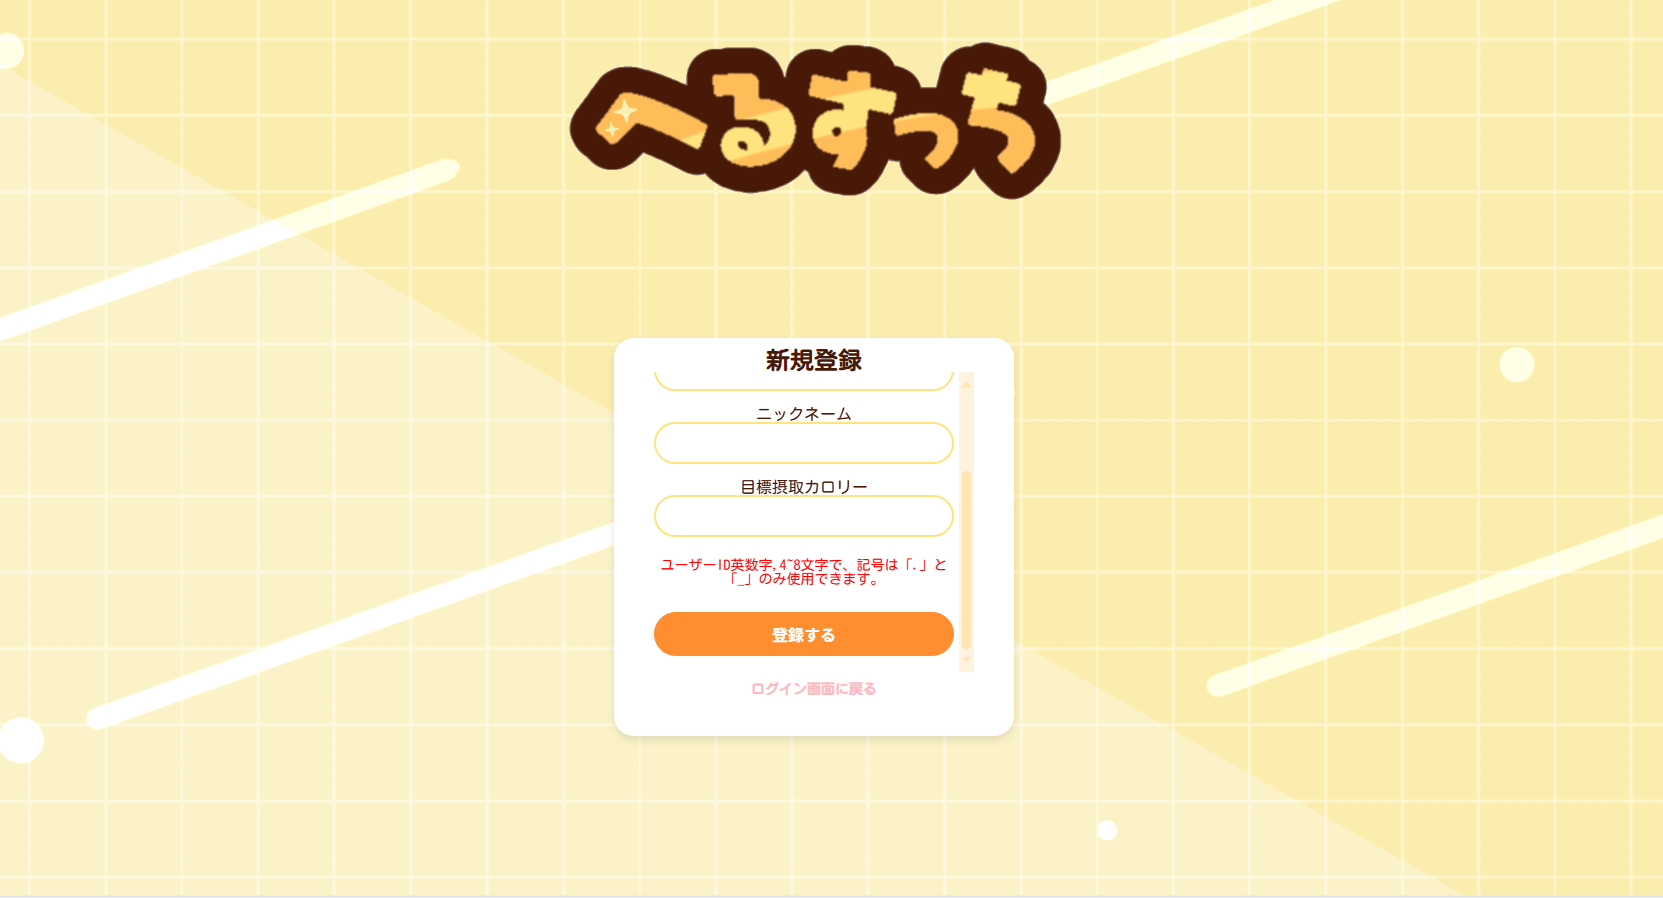 へるすっち
新規登録
ニックネーム
目標摂取カロリー
ユーザーID英数字,4~8文字で、記号は「.」と
「_」のみ使用できます。
登録する
ログイン画面に戻る